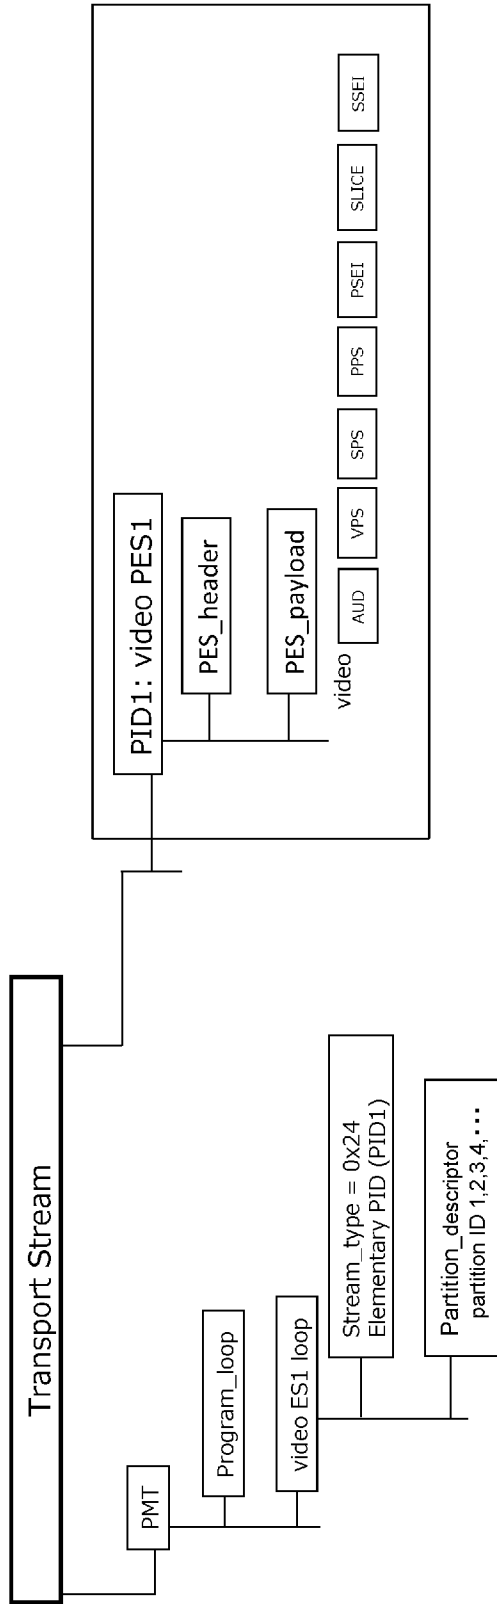 Transport Stream
PMT
Program_loop
video ES1 loop
Stream_type = 0x24
Elementary PID (PID1)
Partition_descriptor
partition ID 1,2,3,4,...
PID1: video PES1
PES_header
PES_payload
video
AUD
VPS
SPS
PPS
PSEI
SLICE
SSEI